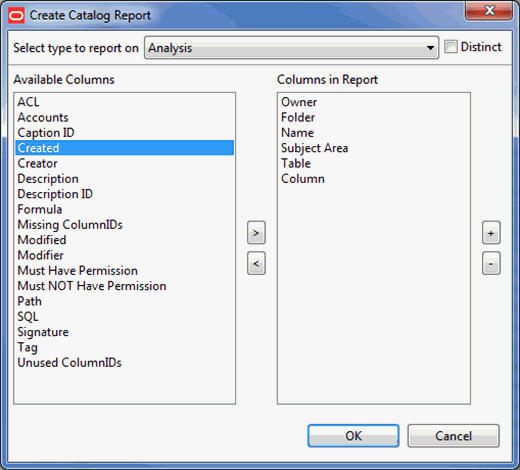 Create Catalog Report
Select type to report on Analysis Distinct
Available Columns
ACL
Accounts
Caption ID
Created
Creator
Description
Description ID
Formula
Missing ColumnIDs
Modified
Modifier
Must Have Permission
Must NOT Have Permission
Path
SQL
Signature
Tag
Unused ColumnIDs
>
<
Columns in Report
Owner
Folder
Name
Subject Area
Table
Column
+
-
OK Cancel